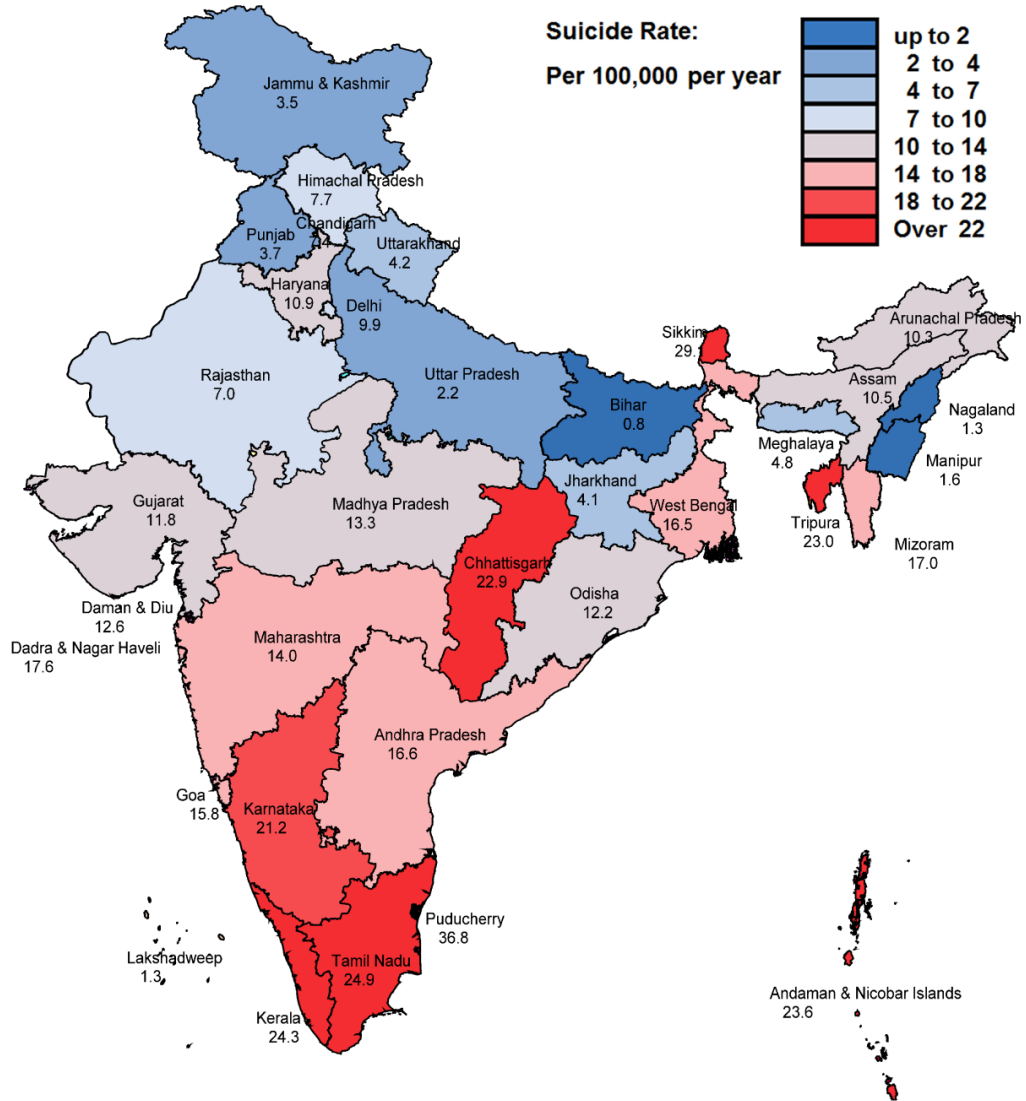 Suicide Rate:
Per 100,000 per year
up to 2
2 to 4
4 to 7
7 to 10
10 to 14
14 to 18
18 to 22
Over 22
Jammu & Kashmir
3.5
Himachal Pradesh
7.7
Chandigarh
Punjab
3.7
Uttarakhand
4.2
Haryana
10.9
Delhi
9.9
Sikkim
29.1
Arunachal Pradesh
10.3
Rajasthan
7.0
Uttar Pradesh
2.2
Assam
10.5
Bihar
0.8
Nagaland
1.3
Meghalaya
4.8
Manipur
1.6
Jharkhand
4.1
Gujarat
11.8
Madhya Pradesh
13.3
West Bengal
16.5
Tripura
23.0
Mizoram
17.0
Chhattisgarh
22.9
Odisha
12.2
Daman & Diu
12.6
Dadra & Nagar Haveli
17.6
Maharashtra
14.0
Andhra Pradesh
16.6
Goa
15.8
Karnataka
21.2
Puducherry
36.8
Lakshadweep
1.3
Tamil Nadu
24.9
Andaman & Nicobar Islands
23.6
Kerala
24.3